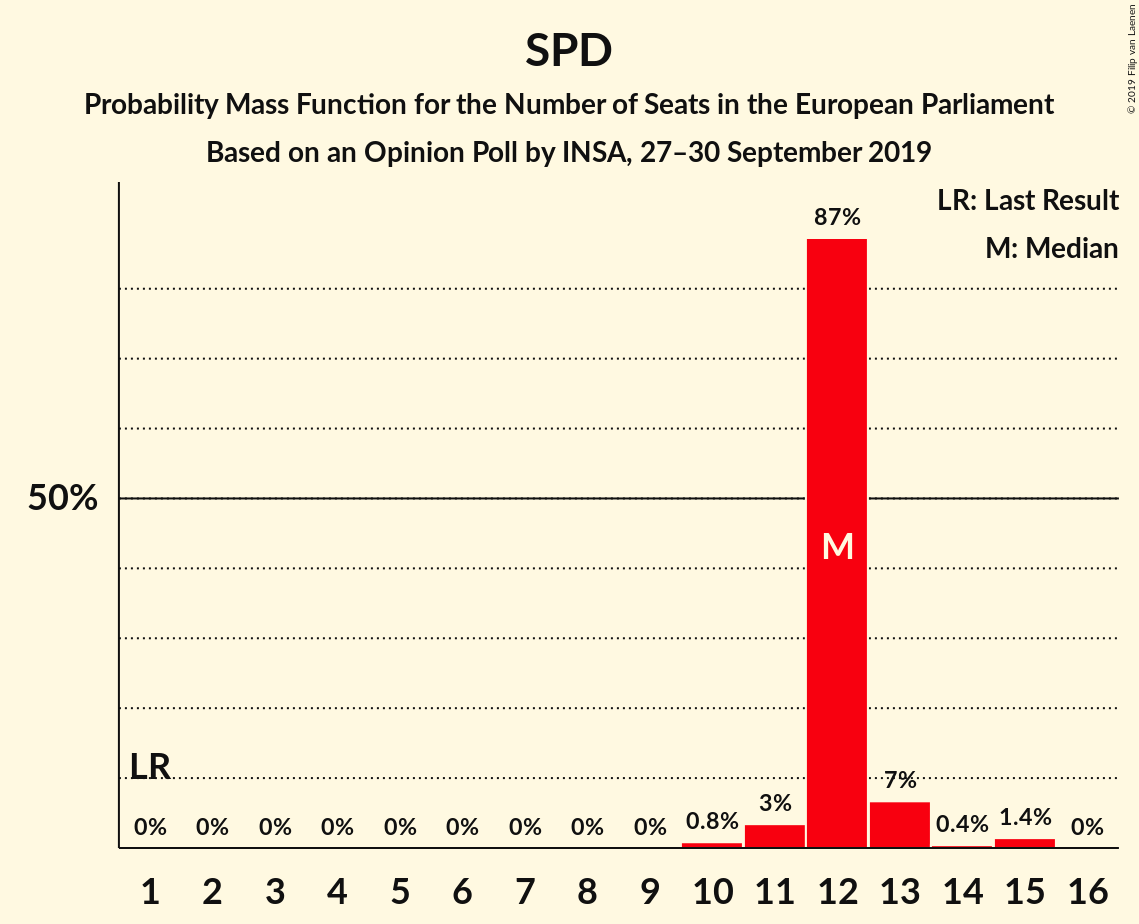 SPD
Probability Mass Function for the Number of Seats in the European Parliament
Based on an Opinion Poll by INSA, 27–30 September 2019
© 2019 Filip van Laenen
LR: Last Result
M: Median
87%
50%
M
LR
0% 0% 0% 0% 0% 0% 0% 0% 0% 0.8% 3% 7% 0.4% 1.4% 0%
1 2 3 4 5 6 7 8 9 10 11 12 13 14 15 16